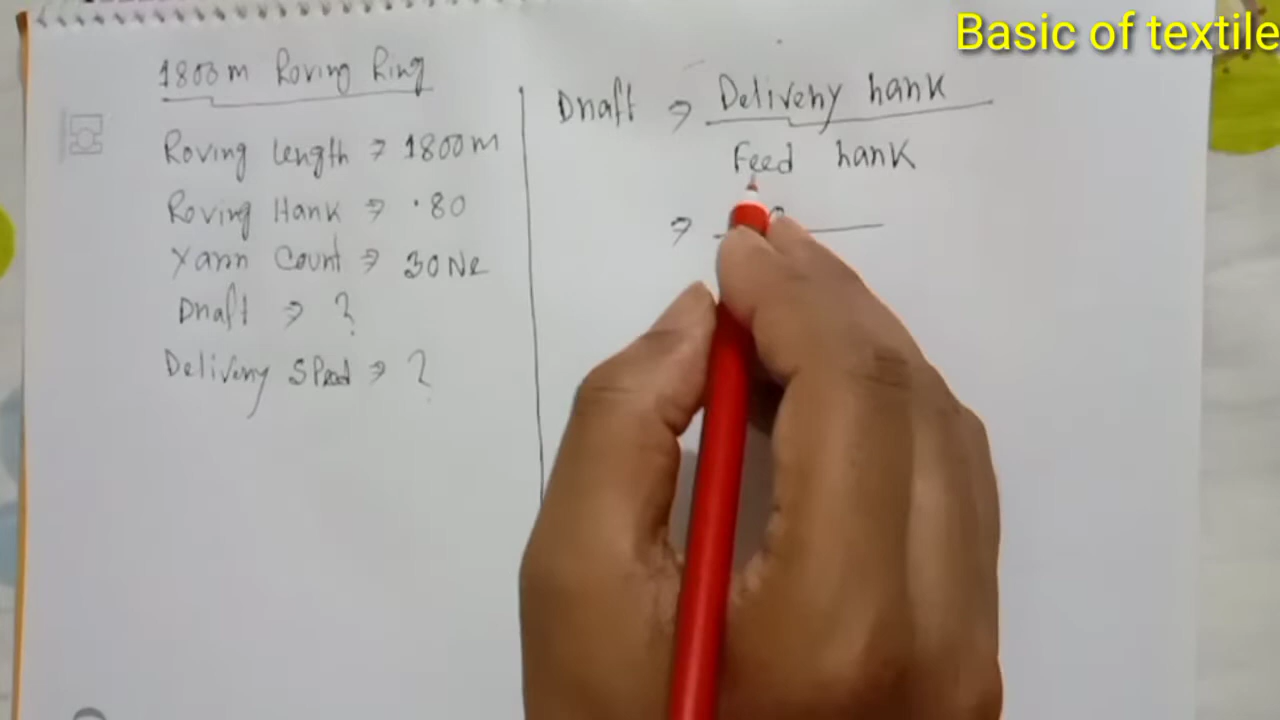 Basic of textile
1800m Roving Ring
Roving length ⇒ 1800m
Roving Hank ⇒ .80
Yarn Count ⇒ 30Ne
Draft ⇒ ?
Delivery Speed ⇒ ?
Draft ⇒ Delivery hank
Feed hank
⇒